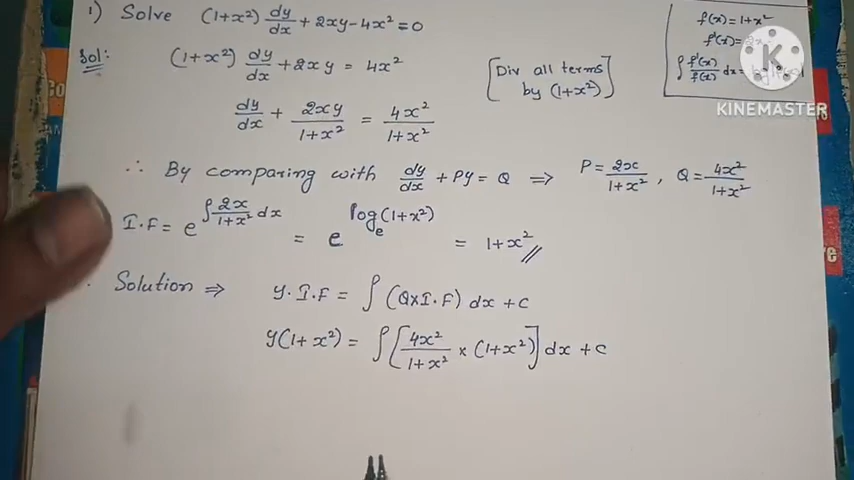 1) Solve (1+x²) dy/dx + 2xy - 4x² = 0
f(x) = 1+x²
f'(x) =
∫ f'(x)/f(x) dx =
KINEMASTER
Sol: (1+x²) dy/dx + 2xy = 4x²
[Div all terms
by (1+x²)]
dy/dx + 2xy/1+x² = 4x²/1+x²
∴ By comparing with dy/dx + Py = Q ⇒ P = 2x/1+x² , Q = 4x²/1+x²
I.F = e^∫ 2x/1+x² dx = e^log_e(1+x²) = 1+x²
Solution ⇒ y. I.F = ∫ (Q×I.F) dx + c
y(1+x²) = ∫ [4x²/1+x² × (1+x²)] dx + c